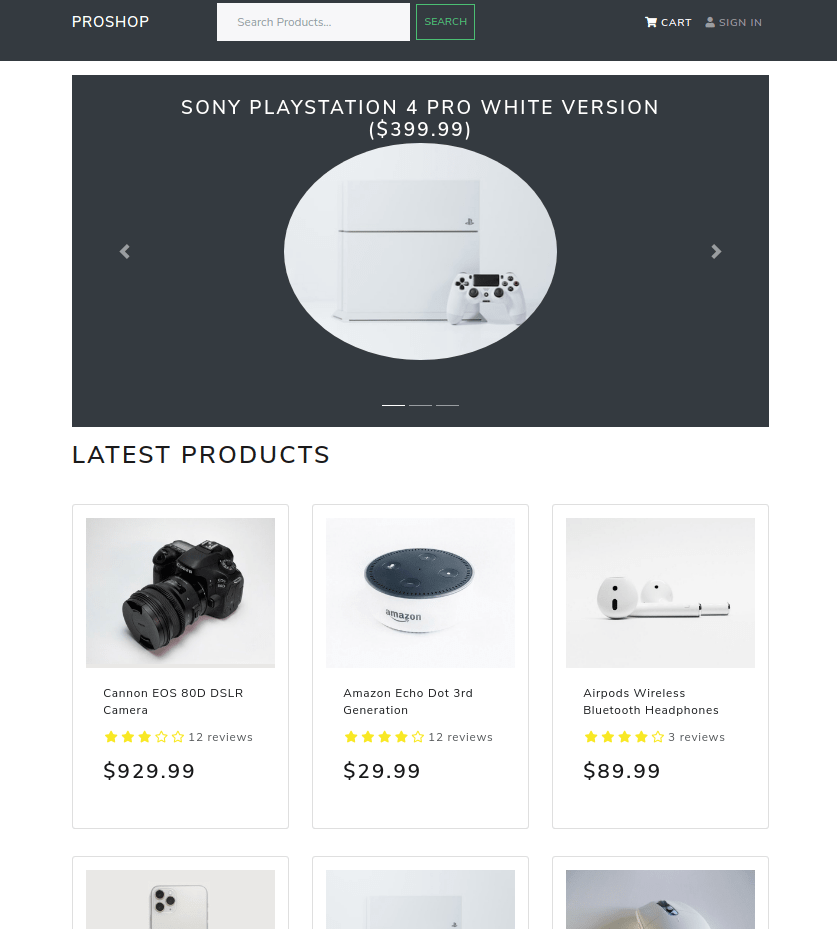 PROSHOP
Search Products...
SEARCH
CART
SIGN IN
SONY PLAYSTATION 4 PRO WHITE VERSION
($399.99)
LATEST PRODUCTS
amazon
Cannon EOS 80D DSLR
Camera
12 reviews
$929.99
Amazon Echo Dot 3rd
Generation
12 reviews
$29.99
Airpods Wireless
Bluetooth Headphones
3 reviews
$89.99